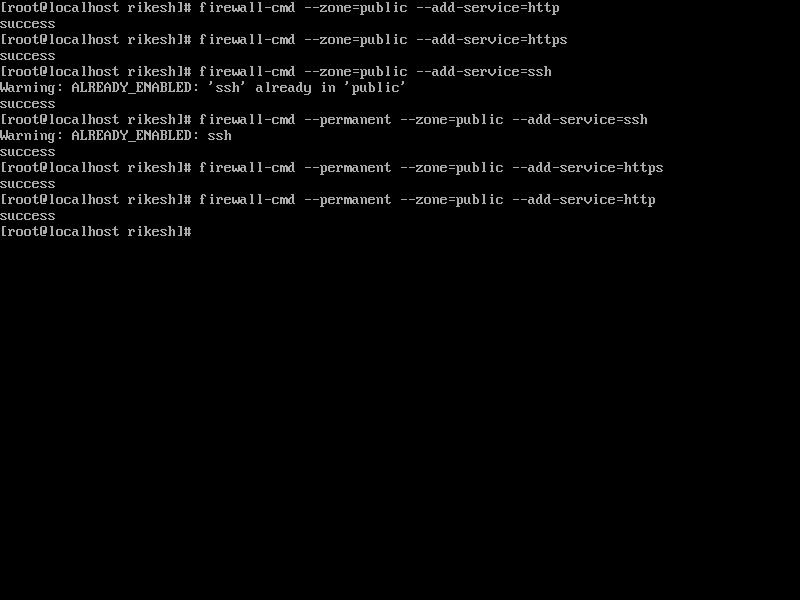 [root@localhost rikesh]# firewall-cmd --zone=public --add-service=http
success
[root@localhost rikesh]# firewall-cmd --zone=public --add-service=https
success
[root@localhost rikesh]# firewall-cmd --zone=public --add-service=ssh
Warning: ALREADY_ENABLED: 'ssh' already in 'public'
success
[root@localhost rikesh]# firewall-cmd --permanent --zone=public --add-service=ssh
Warning: ALREADY_ENABLED: ssh
success
[root@localhost rikesh]# firewall-cmd --permanent --zone=public --add-service=https
success
[root@localhost rikesh]# firewall-cmd --permanent --zone=public --add-service=http
success
[root@localhost rikesh]#